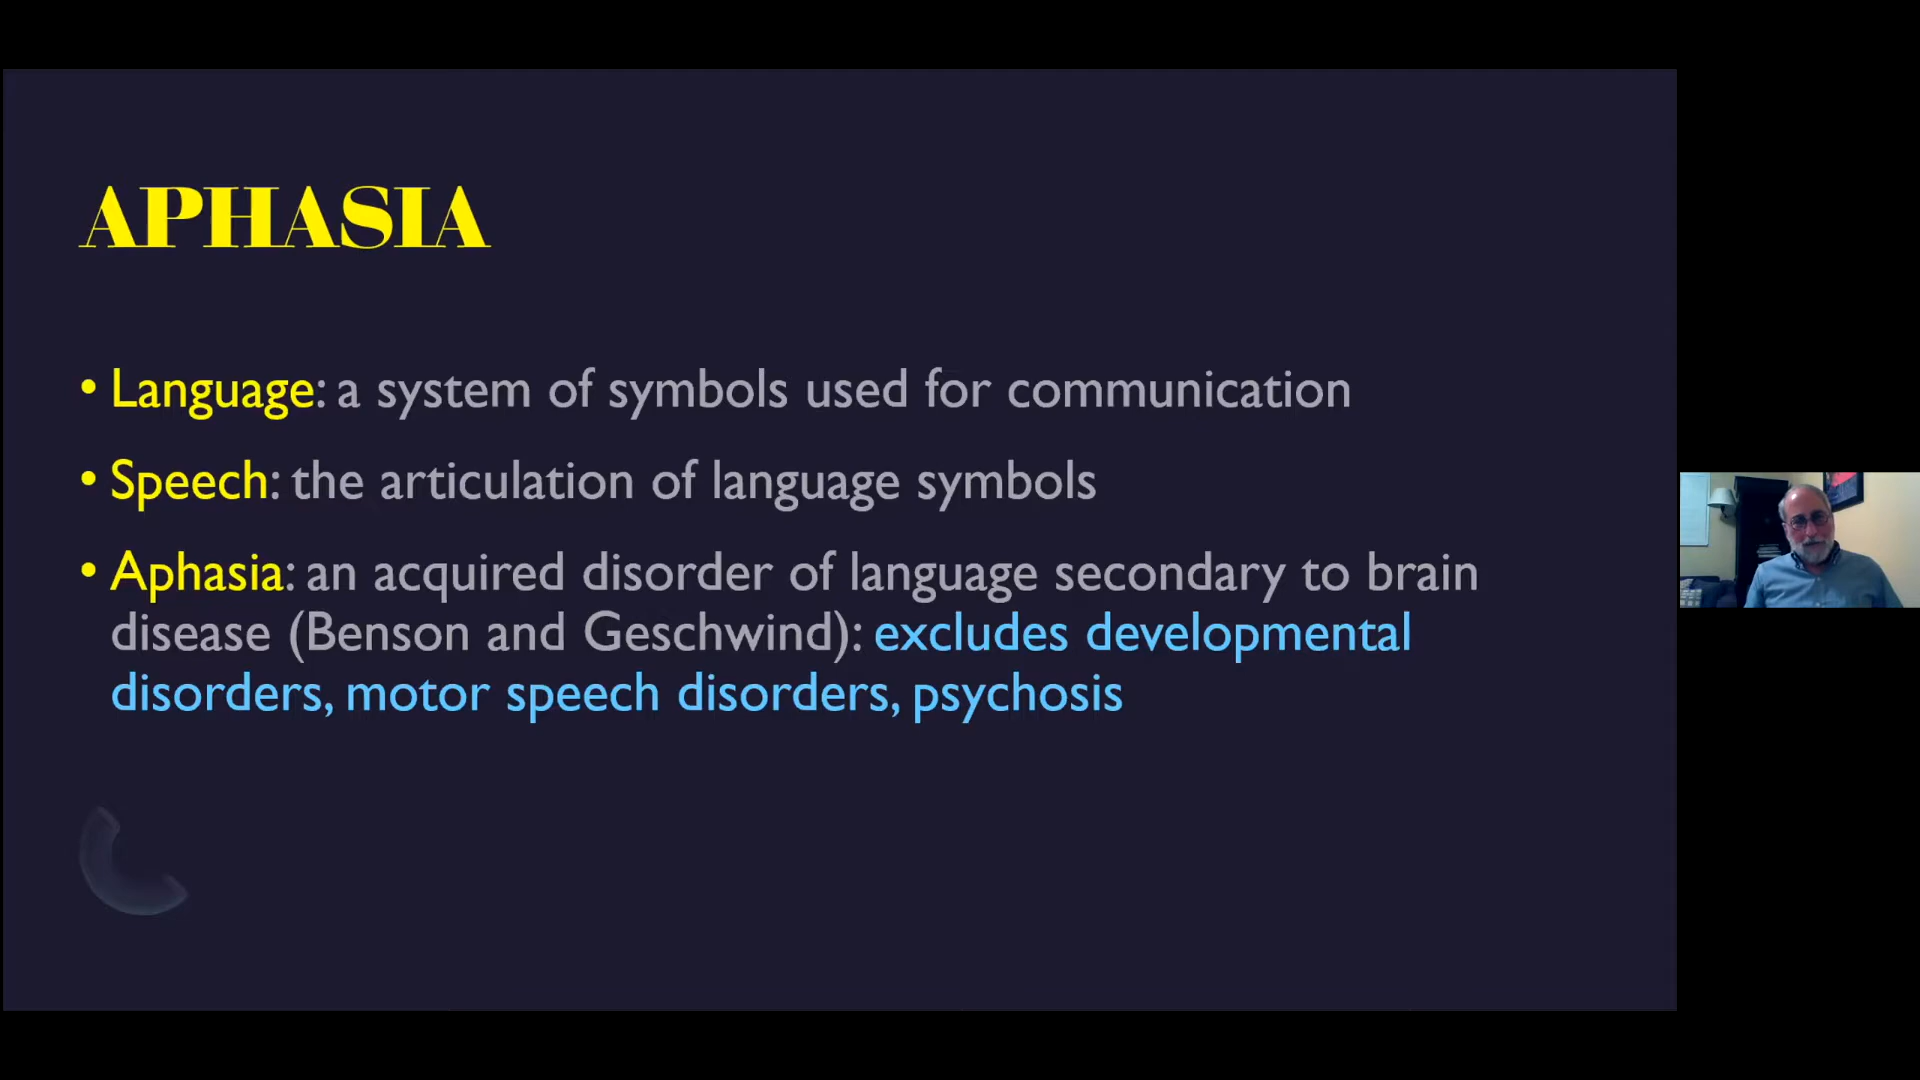 APHASIA
• Language: a system of symbols used for communication
• Speech: the articulation of language symbols
• Aphasia: an acquired disorder of language secondary to brain
disease (Benson and Geschwind): excludes developmental
disorders, motor speech disorders, psychosis